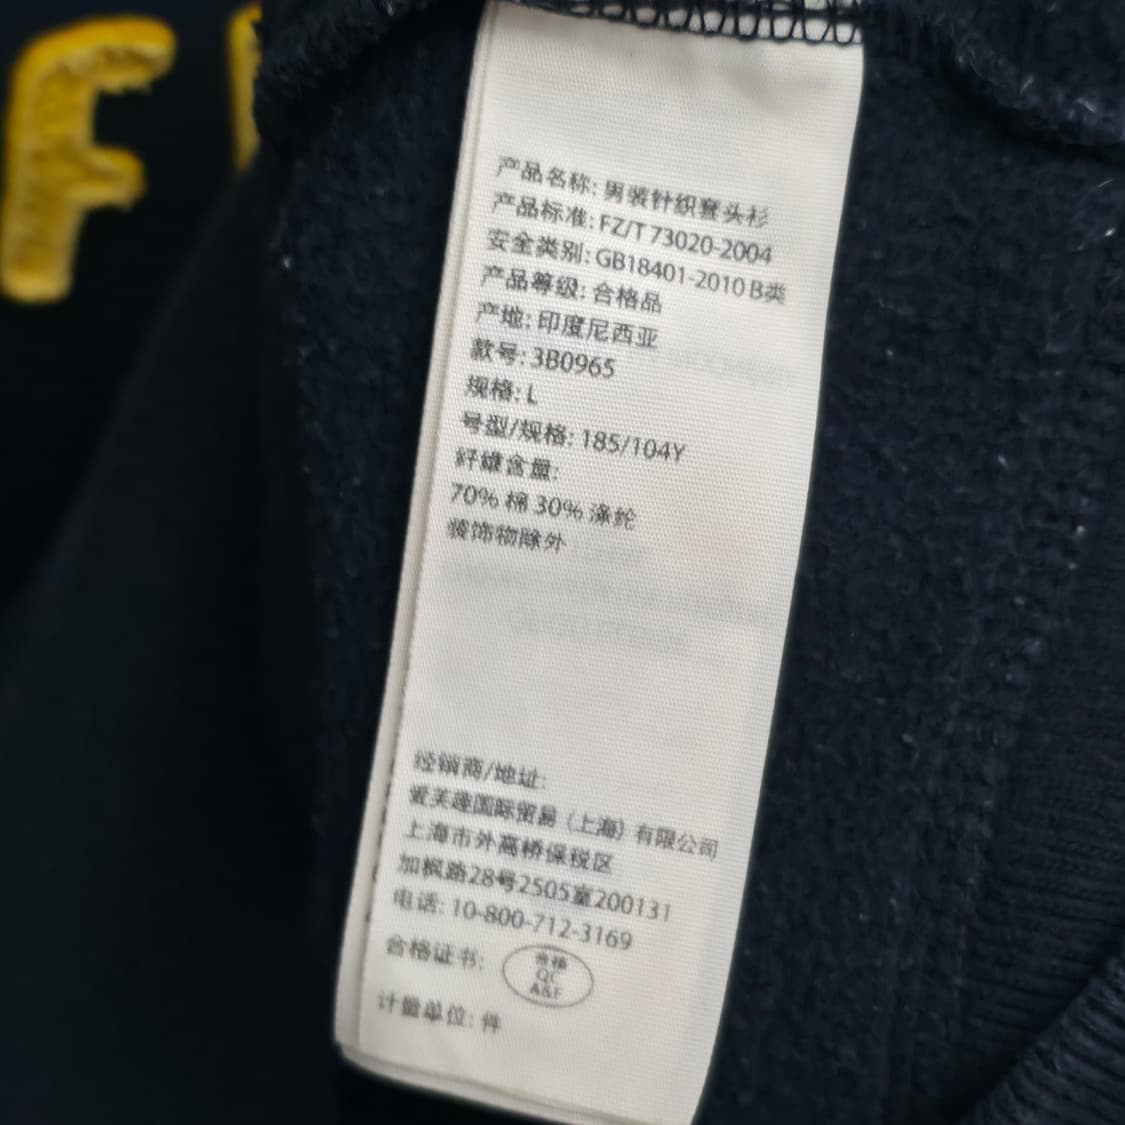 F
产品名称: 男装针织套头衫
产品标准: FZ/T 73020-2004
安全类别: GB18401-2010 B类
产品等级: 合格品
产地: 印度尼西亚
款号: 3B0965
规格: L
号型/规格: 185/104Y
纤维含量:
70% 棉 30% 涤纶
装饰物除外
经销商/地址:
爱芙趣国际贸易 (上海) 有限公司
上海市外高桥保税区
加枫路28号2505室200131
电话: 10-800-712-3169
合格证书:
合格
QC
A&F
计量单位: 件